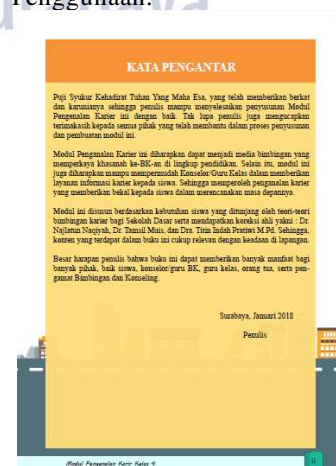 Penggunaan.
KATA PENGANTAR
Puji Syukur Kehadirat Tuhan Yang Maha Esa, yang telah memberikan berkat
dan karunianya sehingga penulis mampu menyelesaikan penyusunan Modul
Pengenalan Karier ini dengan baik. Tak lupa penulis juga mengucapkan
terimakasih kepada semua pihak yang telah membantu dalam proses penyusunan
dan pembuatan modul ini.
Modul Pengenalan Karier ini diharapkan dapat menjadi media bimbingan yang
memperkaya khasanah ke-BK-an di lingkup pendidikan. Selain itu, modul ini
juga diharapkan mampu mempermudah Konselor/Guru Kelas dalam memberikan
layanan informasi karier kepada siswa. Sehingga memperoleh pengenalan karier
yang memberikan bekal kepada siswa dalam merencanakan masa depannya.
Modul ini disusun berdasarkan kebutuhan siswa yang ditunjang oleh teori-teori
bimbingan karier bagi Sekolah Dasar serta mendapatkan koreksi ahli yakni : Dr.
Najlatun Naqiyah, Dr. Tamsil Muis, dan Dra. Titin Indah Pratiwi M.Pd. Sehingga,
konten yang terdapat dalam buku ini cukup relevan dengan keadaan di lapangan.
Besar harapan penulis bahwa buku ini dapat memberikan banyak manfaat bagi
banyak pihak, baik siswa, konselor/guru BK, guru kelas, orang tua, serta pen-
gamat Bimbingan dan Konseling.
Surabaya, Januari 2018
Penulis
Modul Pengenalan Karir Kelas 4